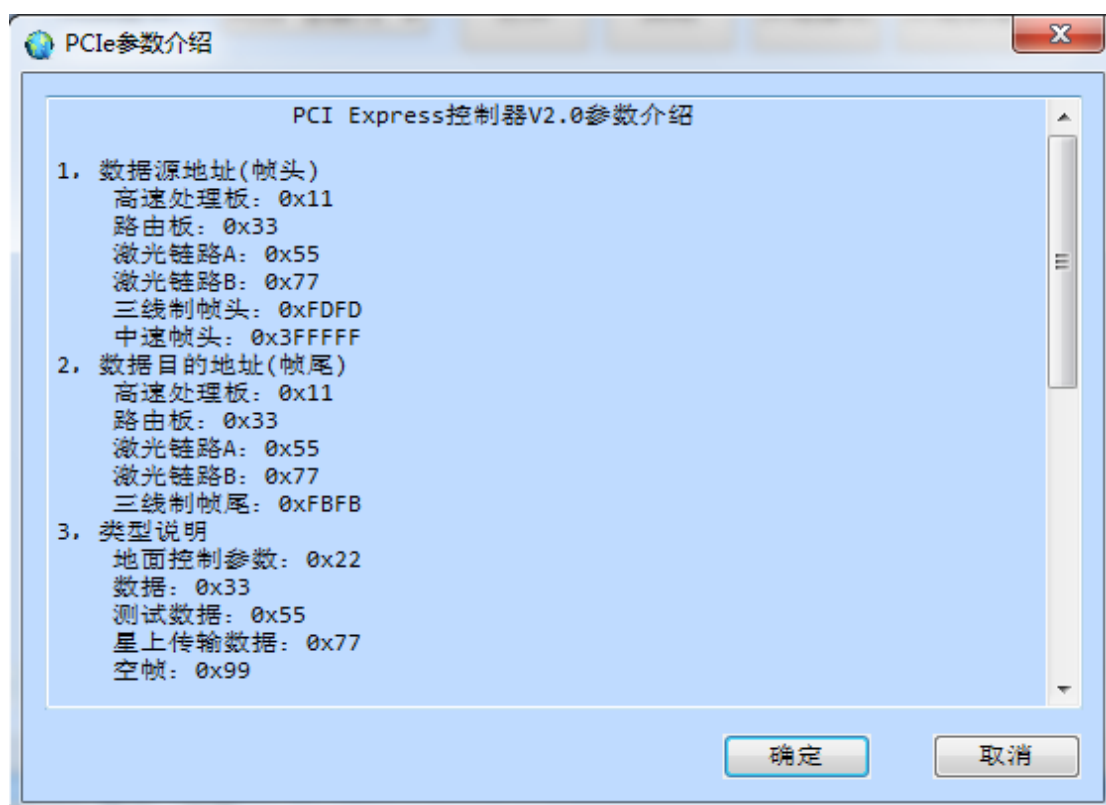 PCIe参数介绍
PCI Express控制器V2.0参数介绍
1, 数据源地址(帧头)
高速处理板: 0x11
路由板: 0x33
激光链路A: 0x55
激光链路B: 0x77
三线制帧头: 0xFDFD
中速帧头: 0x3FFFFF
2, 数据目的地址(帧尾)
高速处理板: 0x11
路由板: 0x33
激光链路A: 0x55
激光链路B: 0x77
三线制帧尾: 0xFBFB
3, 类型说明
地面控制参数: 0x22
数据: 0x33
测试数据: 0x55
星上传输数据: 0x77
空帧: 0x99
确定 取消